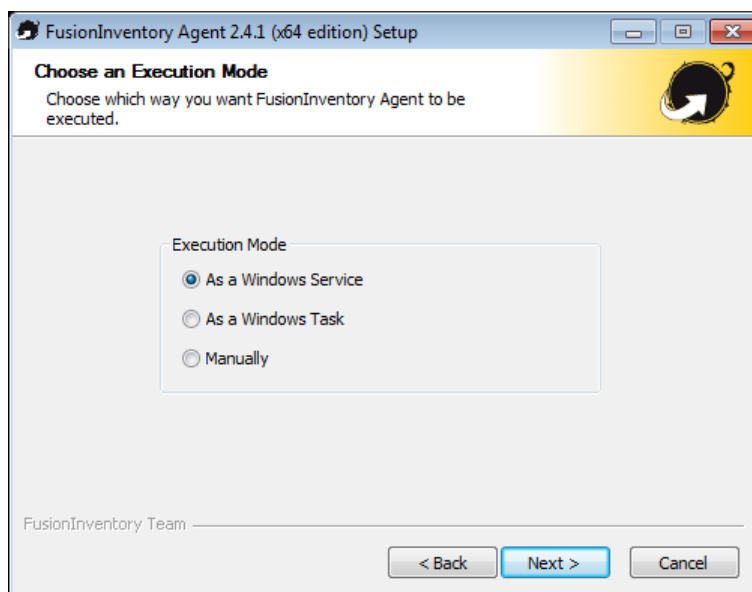 FusionInventory Agent 2.4.1 (x64 edition) Setup
Choose an Execution Mode
Choose which way you want FusionInventory Agent to be
executed.
Execution Mode
As a Windows Service
As a Windows Task
Manually
FusionInventory Team
< Back Next > Cancel